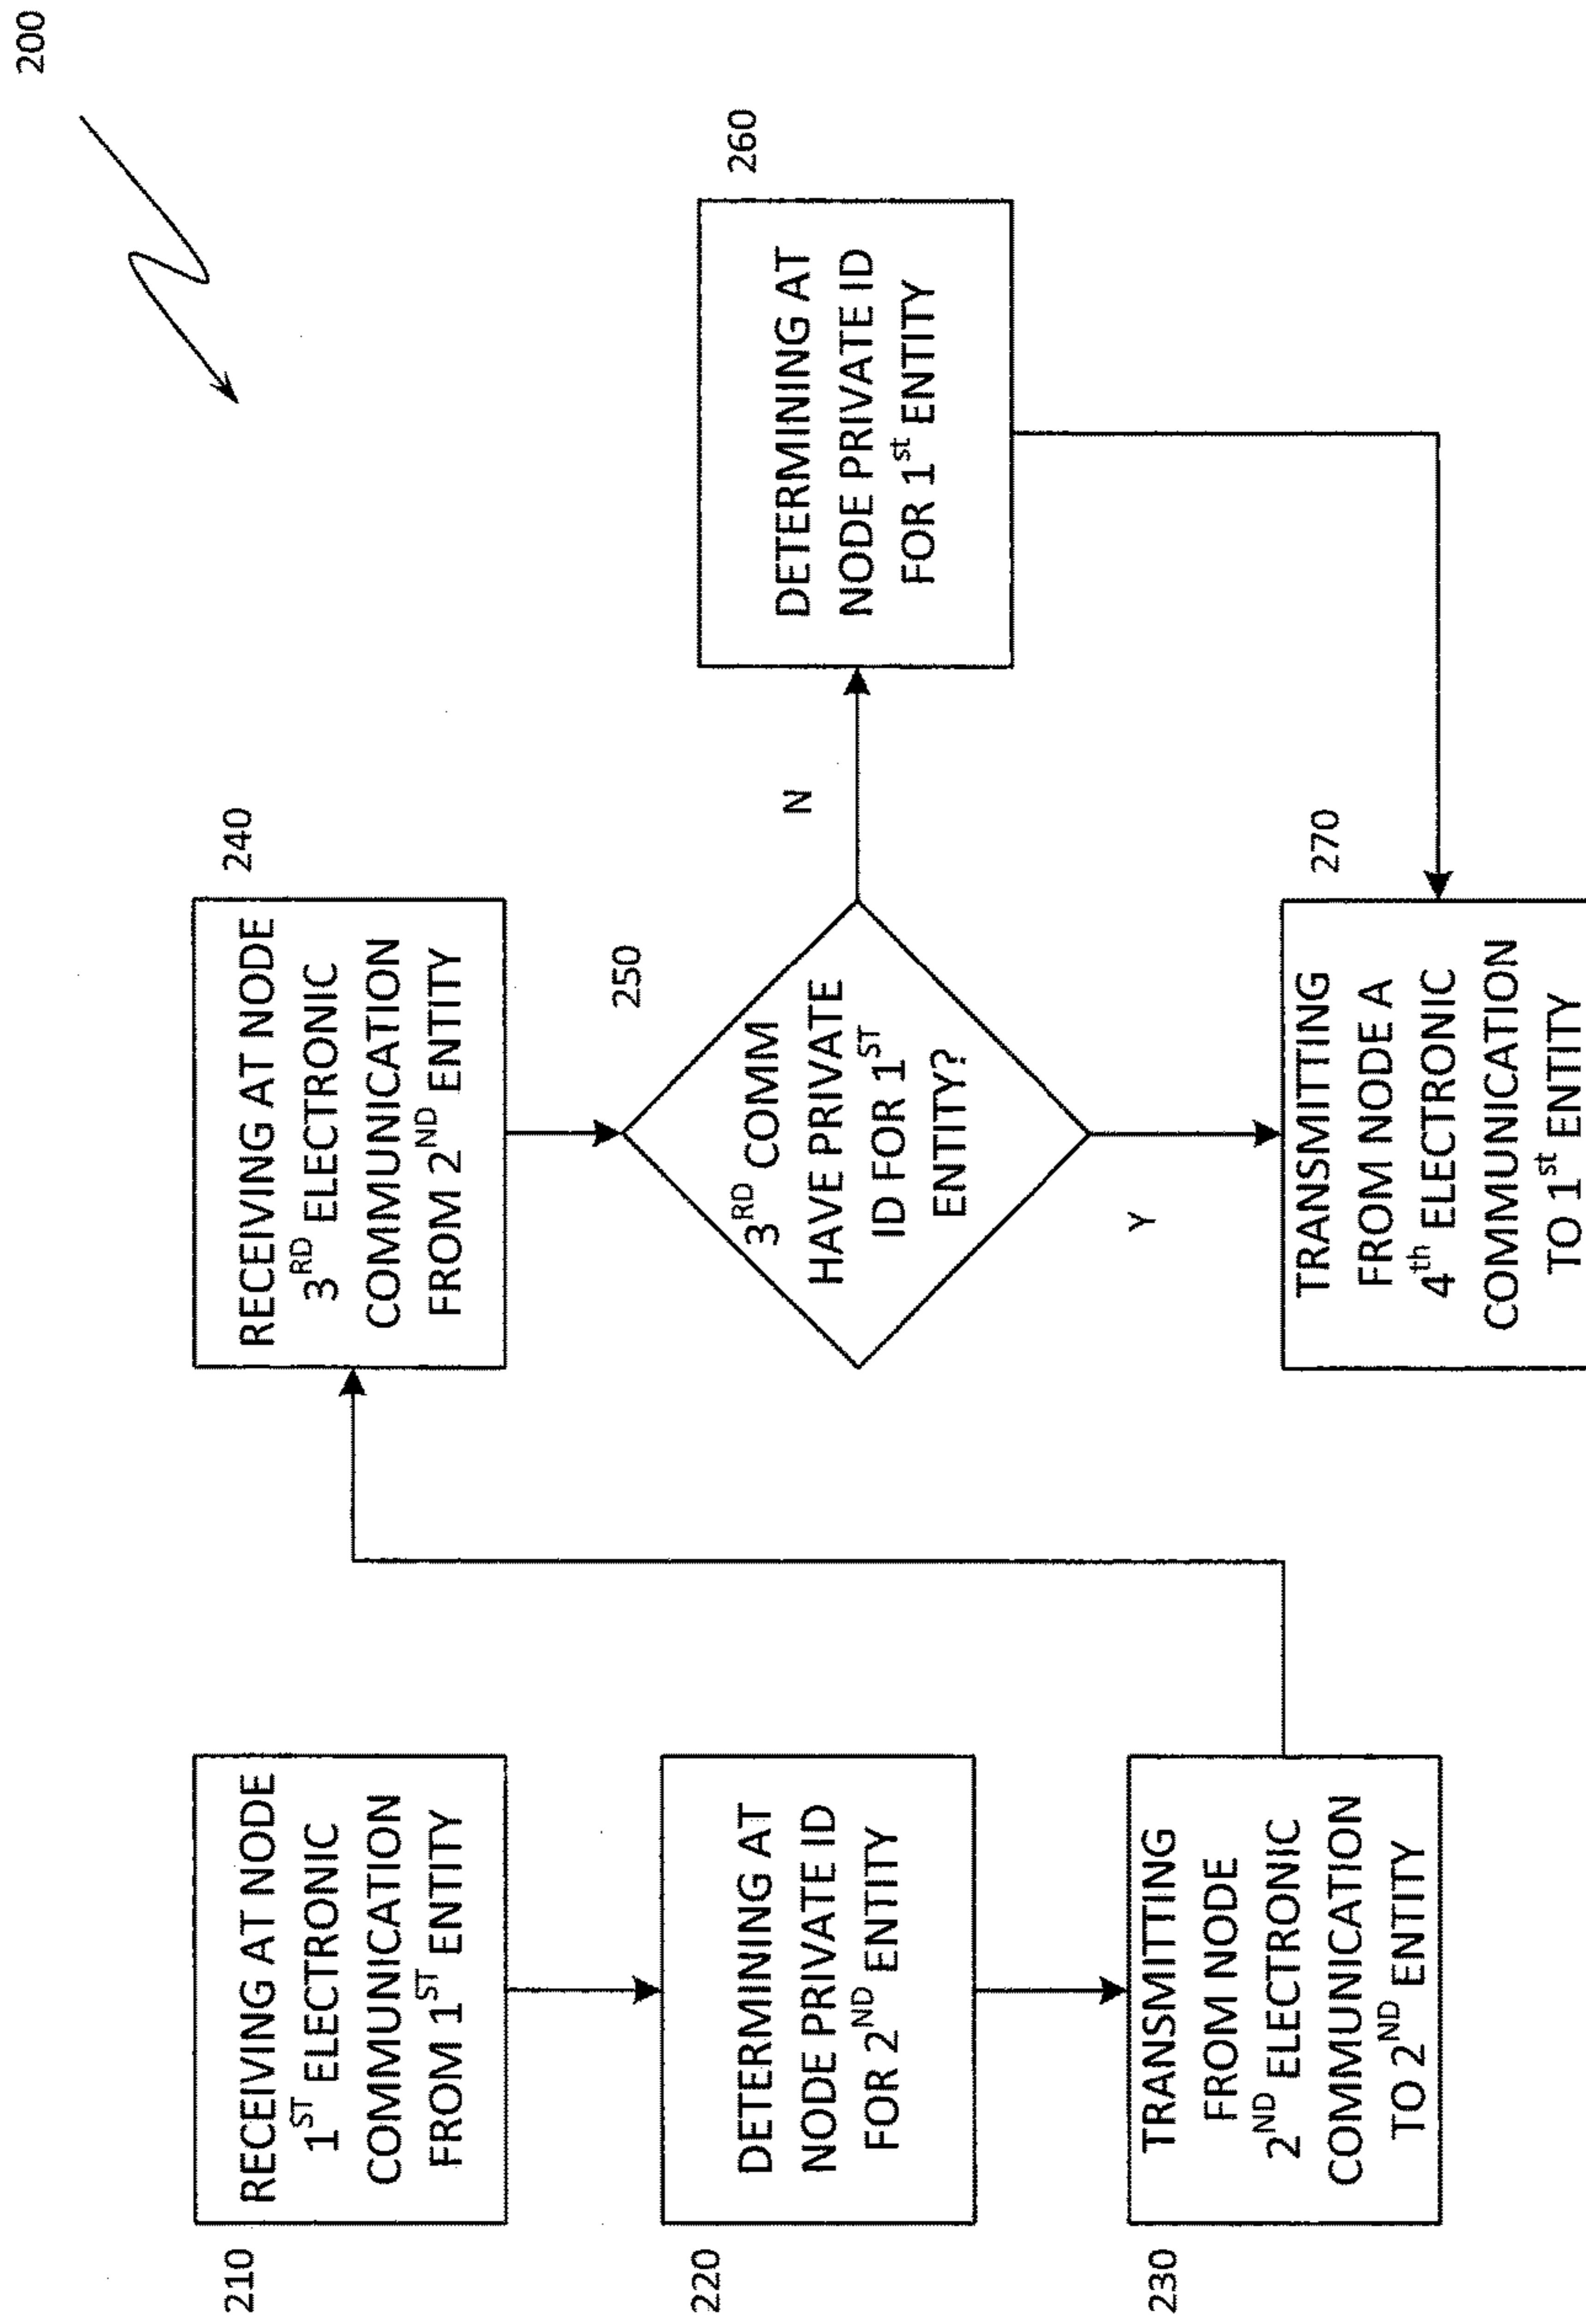 200
210
RECEIVING AT NODE
1ST ELECTRONIC
COMMUNICATION
FROM 1ST ENTITY
220
DETERMINING AT
NODE PRIVATE ID
FOR 2ND ENTITY
230
TRANSMITTING
FROM NODE
2ND ELECTRONIC
COMMUNICATION
TO 2ND ENTITY
240
RECEIVING AT NODE
3RD ELECTRONIC
COMMUNICATION
FROM 2ND ENTITY
250
3RD COMM
HAVE PRIVATE
ID FOR 1ST
ENTITY?
N
Y
260
DETERMINING AT
NODE PRIVATE ID
FOR 1st ENTITY
270
TRANSMITTING
FROM NODE A
4th ELECTRONIC
COMMUNICATION
TO 1st ENTITY